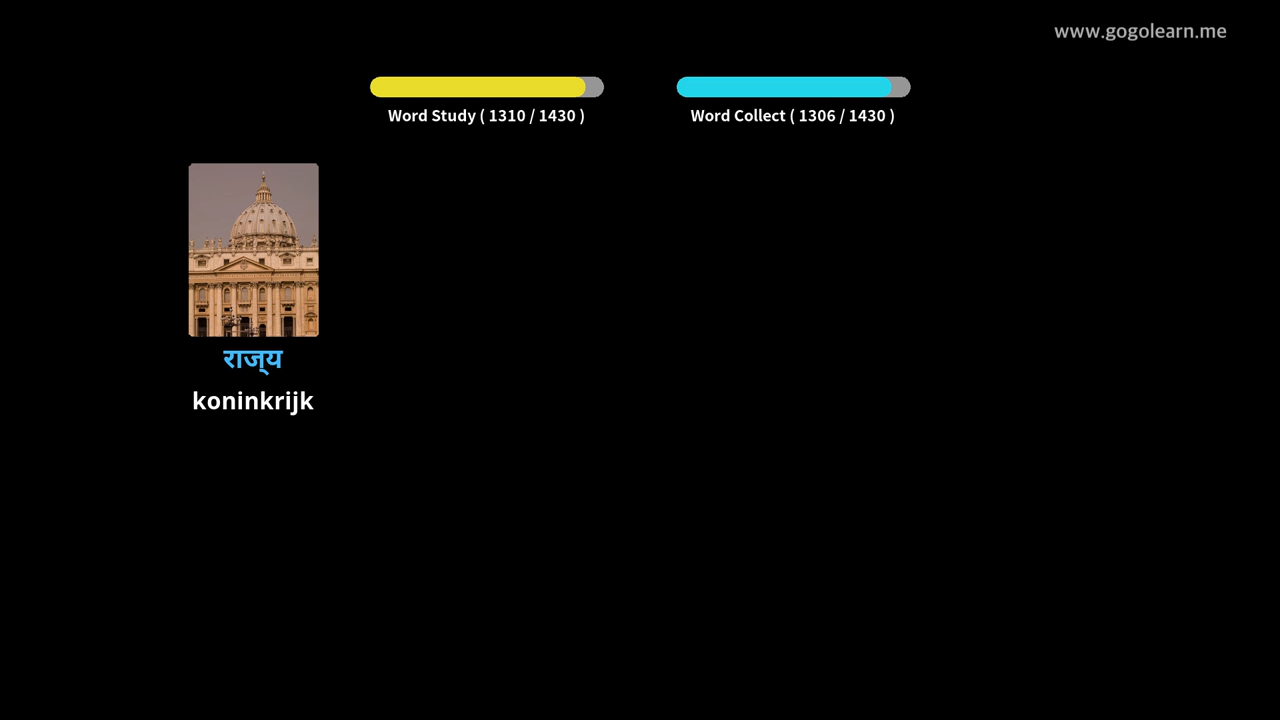 www.gogolearn.me
Word Study ( 1310 / 1430 )
Word Collect ( 1306 / 1430 )
राज्य
koninkrijk